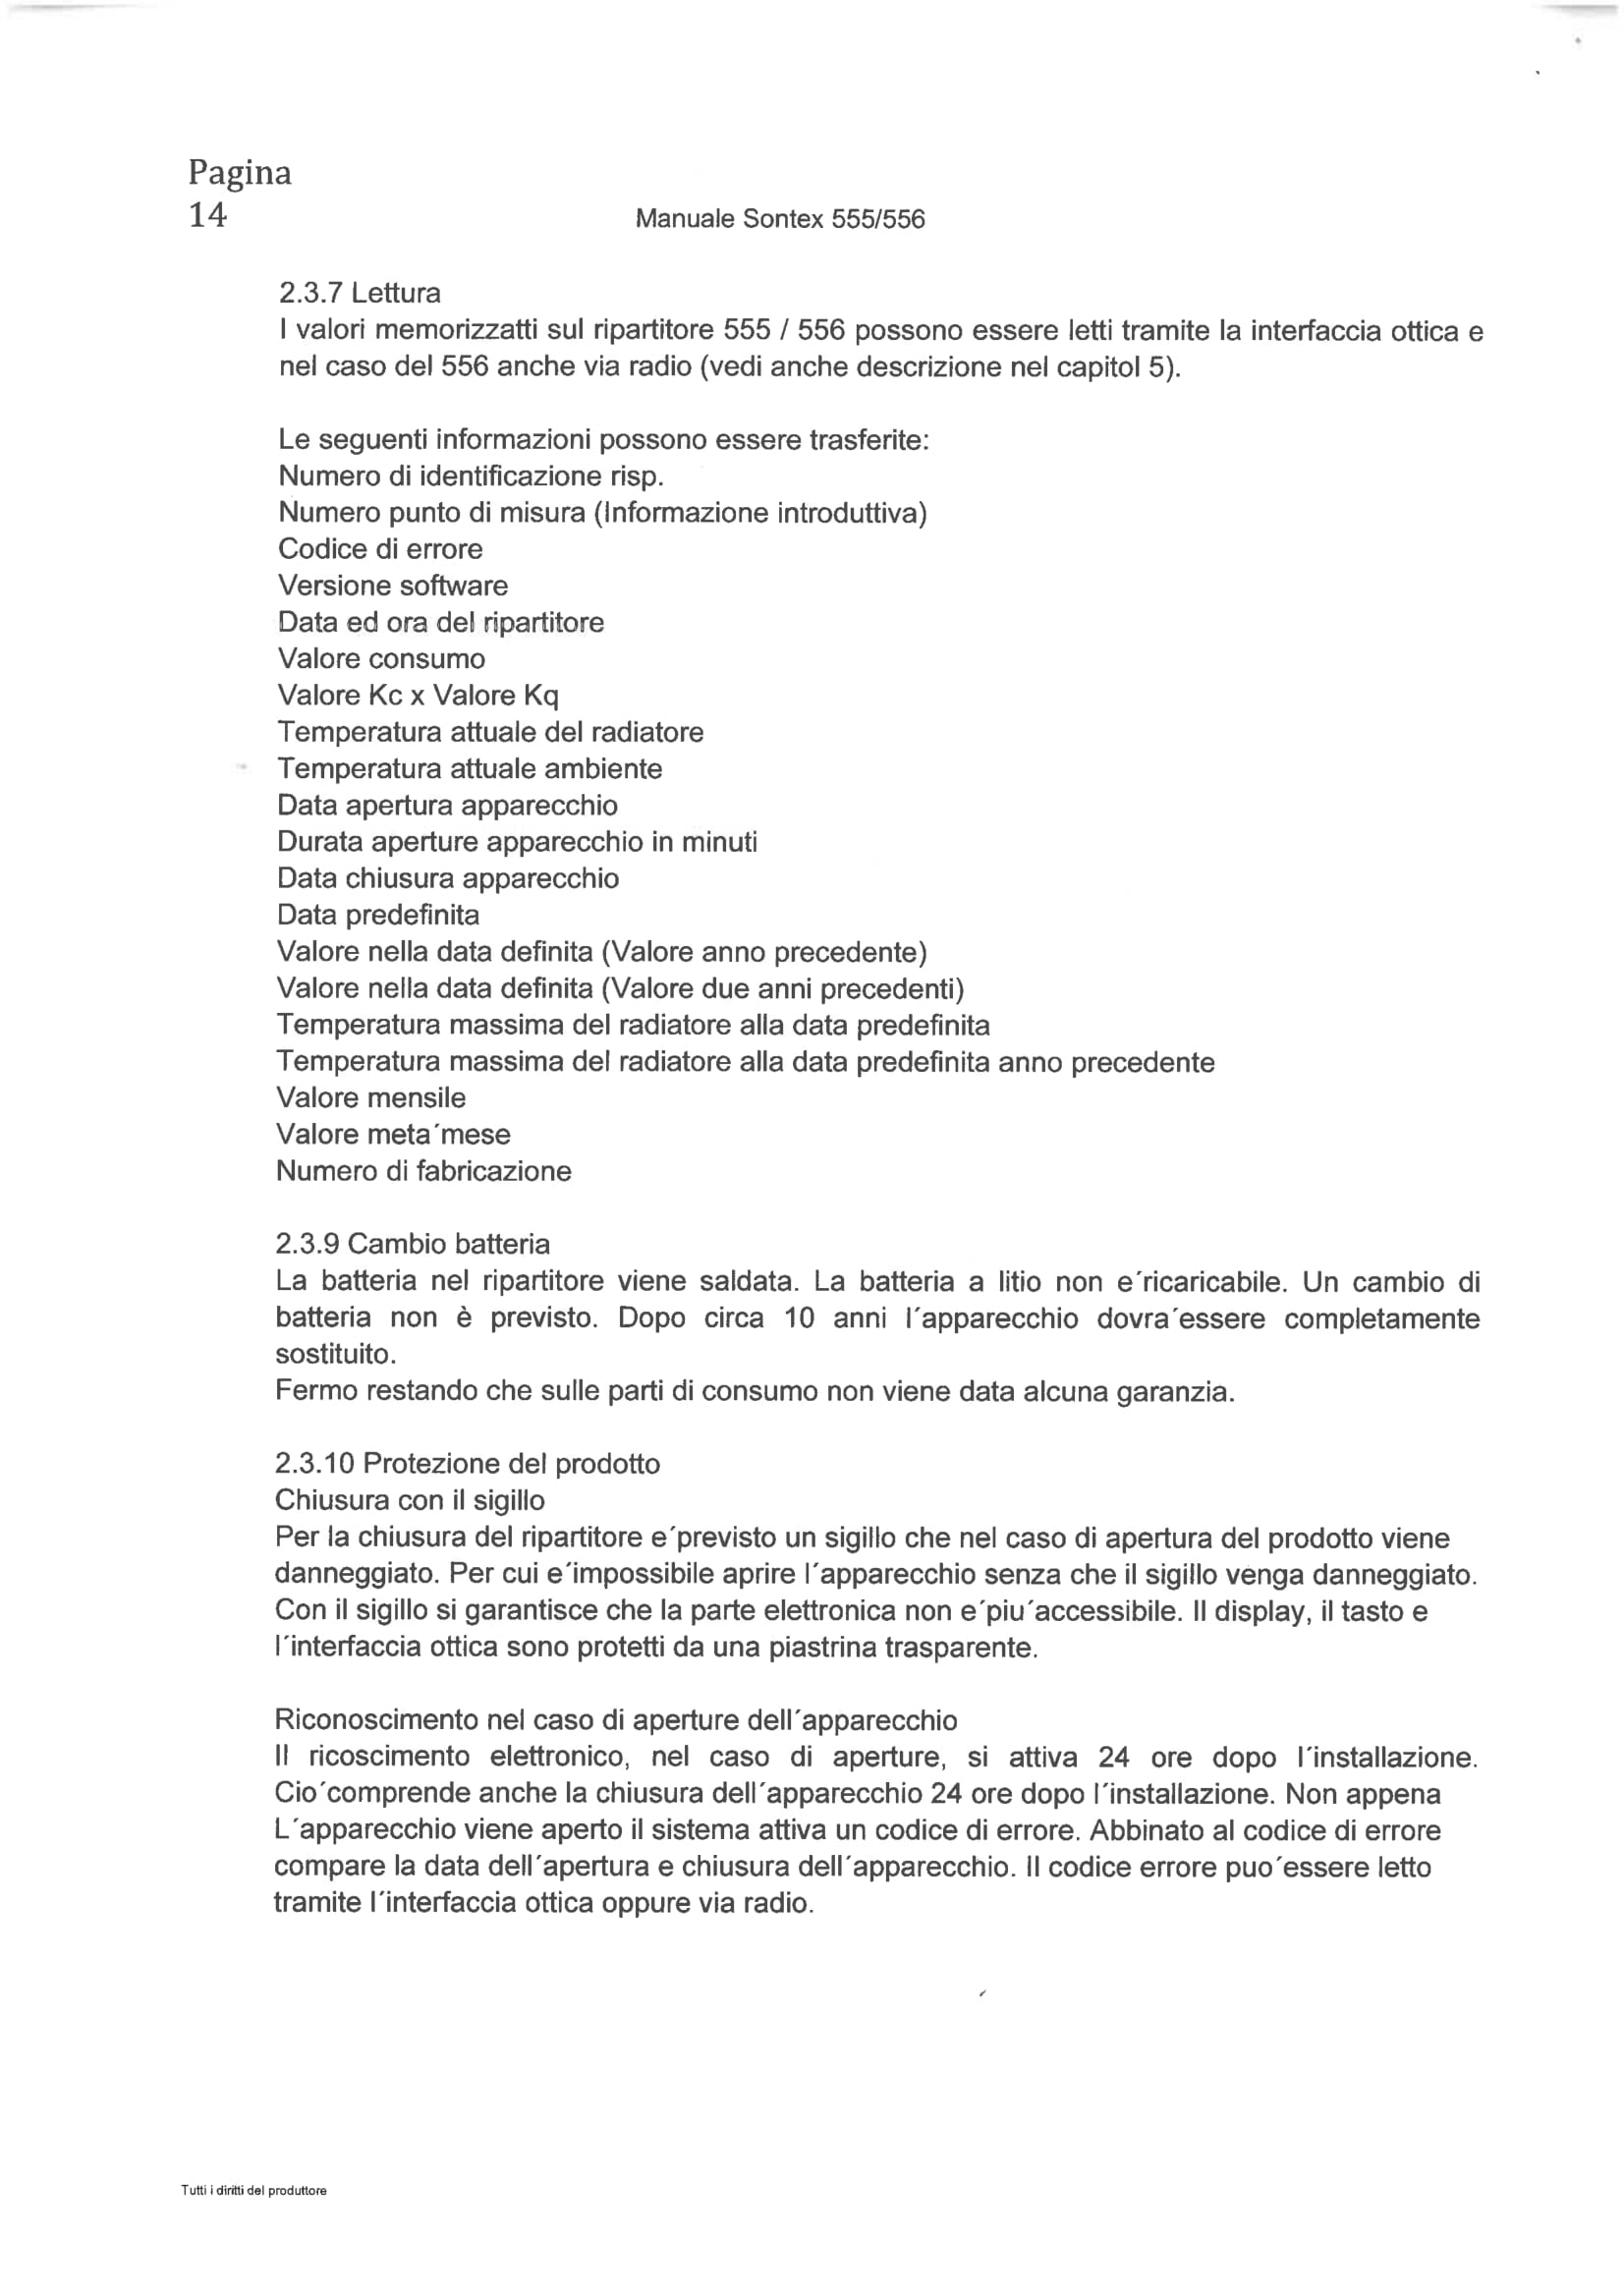 Pagina
14
Manuale Sontex 555/556
2.3.7 Lettura
I valori memorizzatti sul ripartitore 555 / 556 possono essere letti tramite la interfaccia ottica e
nel caso del 556 anche via radio (vedi anche descrizione nel capitol 5).
Le seguenti informazioni possono essere trasferite:
Numero di identificazione risp.
Numero punto di misura (Informazione introduttiva)
Codice di errore
Versione software
Data ed ora del ripartitore
Valore consumo
Valore Kc x Valore Kq
Temperatura attuale del radiatore
Temperatura attuale ambiente
Data apertura apparecchio
Durata aperture apparecchio in minuti
Data chiusura apparecchio
Data predefinita
Valore nella data definita (Valore anno precedente)
Valore nella data definita (Valore due anni precedenti)
Temperatura massima del radiatore alla data predefinita
Temperatura massima del radiatore alla data predefinita anno precedente
Valore mensile
Valore meta´mese
Numero di fabricazione
2.3.9 Cambio batteria
La batteria nel ripartitore viene saldata. La batteria a litio non e´ricaricabile. Un cambio di
batteria non è previsto. Dopo circa 10 anni l´apparecchio dovra´essere completamente
sostituito.
Fermo restando che sulle parti di consumo non viene data alcuna garanzia.
2.3.10 Protezione del prodotto
Chiusura con il sigillo
Per la chiusura del ripartitore e´previsto un sigillo che nel caso di apertura del prodotto viene
danneggiato. Per cui e´impossibile aprire l´apparecchio senza che il sigillo venga danneggiato.
Con il sigillo si garantisce che la parte elettronica non e´piu´accessibile. Il display, il tasto e
l´interfaccia ottica sono protetti da una piastrina trasparente.
Riconoscimento nel caso di aperture dell´apparecchio
Il ricoscimento elettronico, nel caso di aperture, si attiva 24 ore dopo l´installazione.
Cio´comprende anche la chiusura dell´apparecchio 24 ore dopo l´installazione. Non appena
L´apparecchio viene aperto il sistema attiva un codice di errore. Abbinato al codice di errore
compare la data dell´apertura e chiusura dell´apparecchio. Il codice errore puo´essere letto
tramite l´interfaccia ottica oppure via radio.
Tutti i diritti del produttore